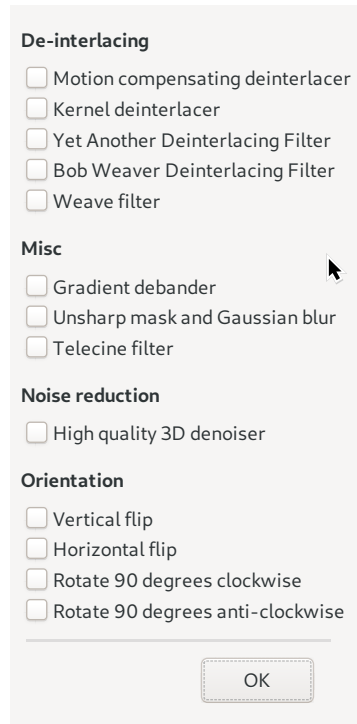 De-interlacing
Motion compensating deinterlacer
Kernel deinterlacer
Yet Another Deinterlacing Filter
Bob Weaver Deinterlacing Filter
Weave filter
Misc
Gradient debander
Unsharp mask and Gaussian blur
Telecine filter
Noise reduction
High quality 3D denoiser
Orientation
Vertical flip
Horizontal flip
Rotate 90 degrees clockwise
Rotate 90 degrees anti-clockwise
OK